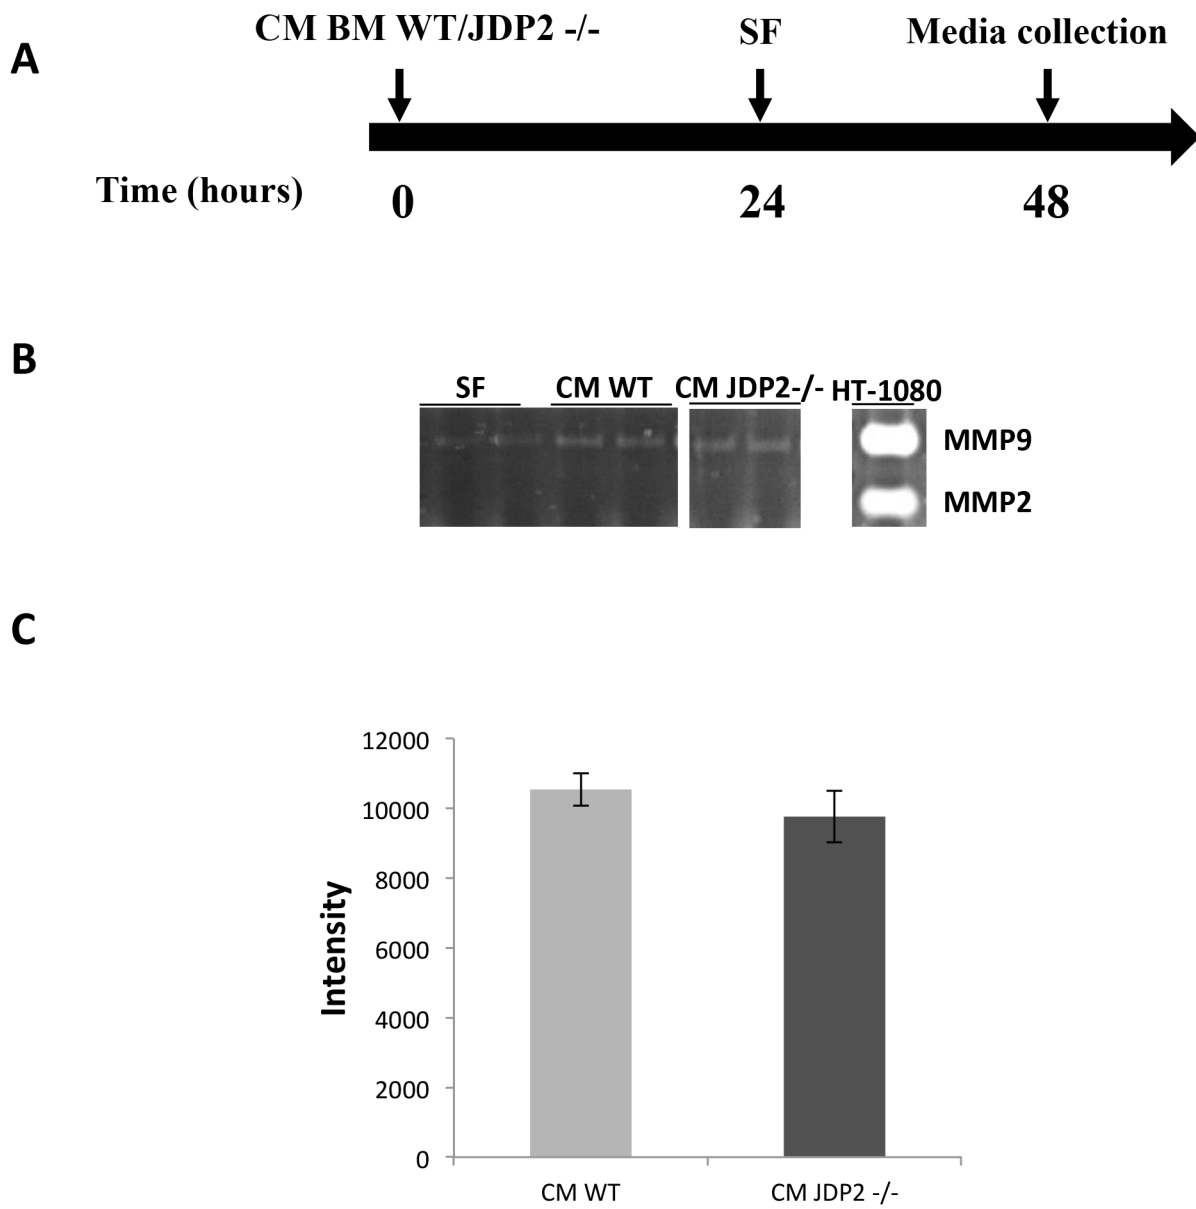 A
CM BM WT/JDP2 -/-
SF
Media collection
Time (hours)
0
24
48
B
SF
CM WT
CM JDP2-/-
HT-1080
MMP9
MMP2
C
Intensity
12000
10000
8000
6000
4000
2000
0
CM WT
CM JDP2 -/-